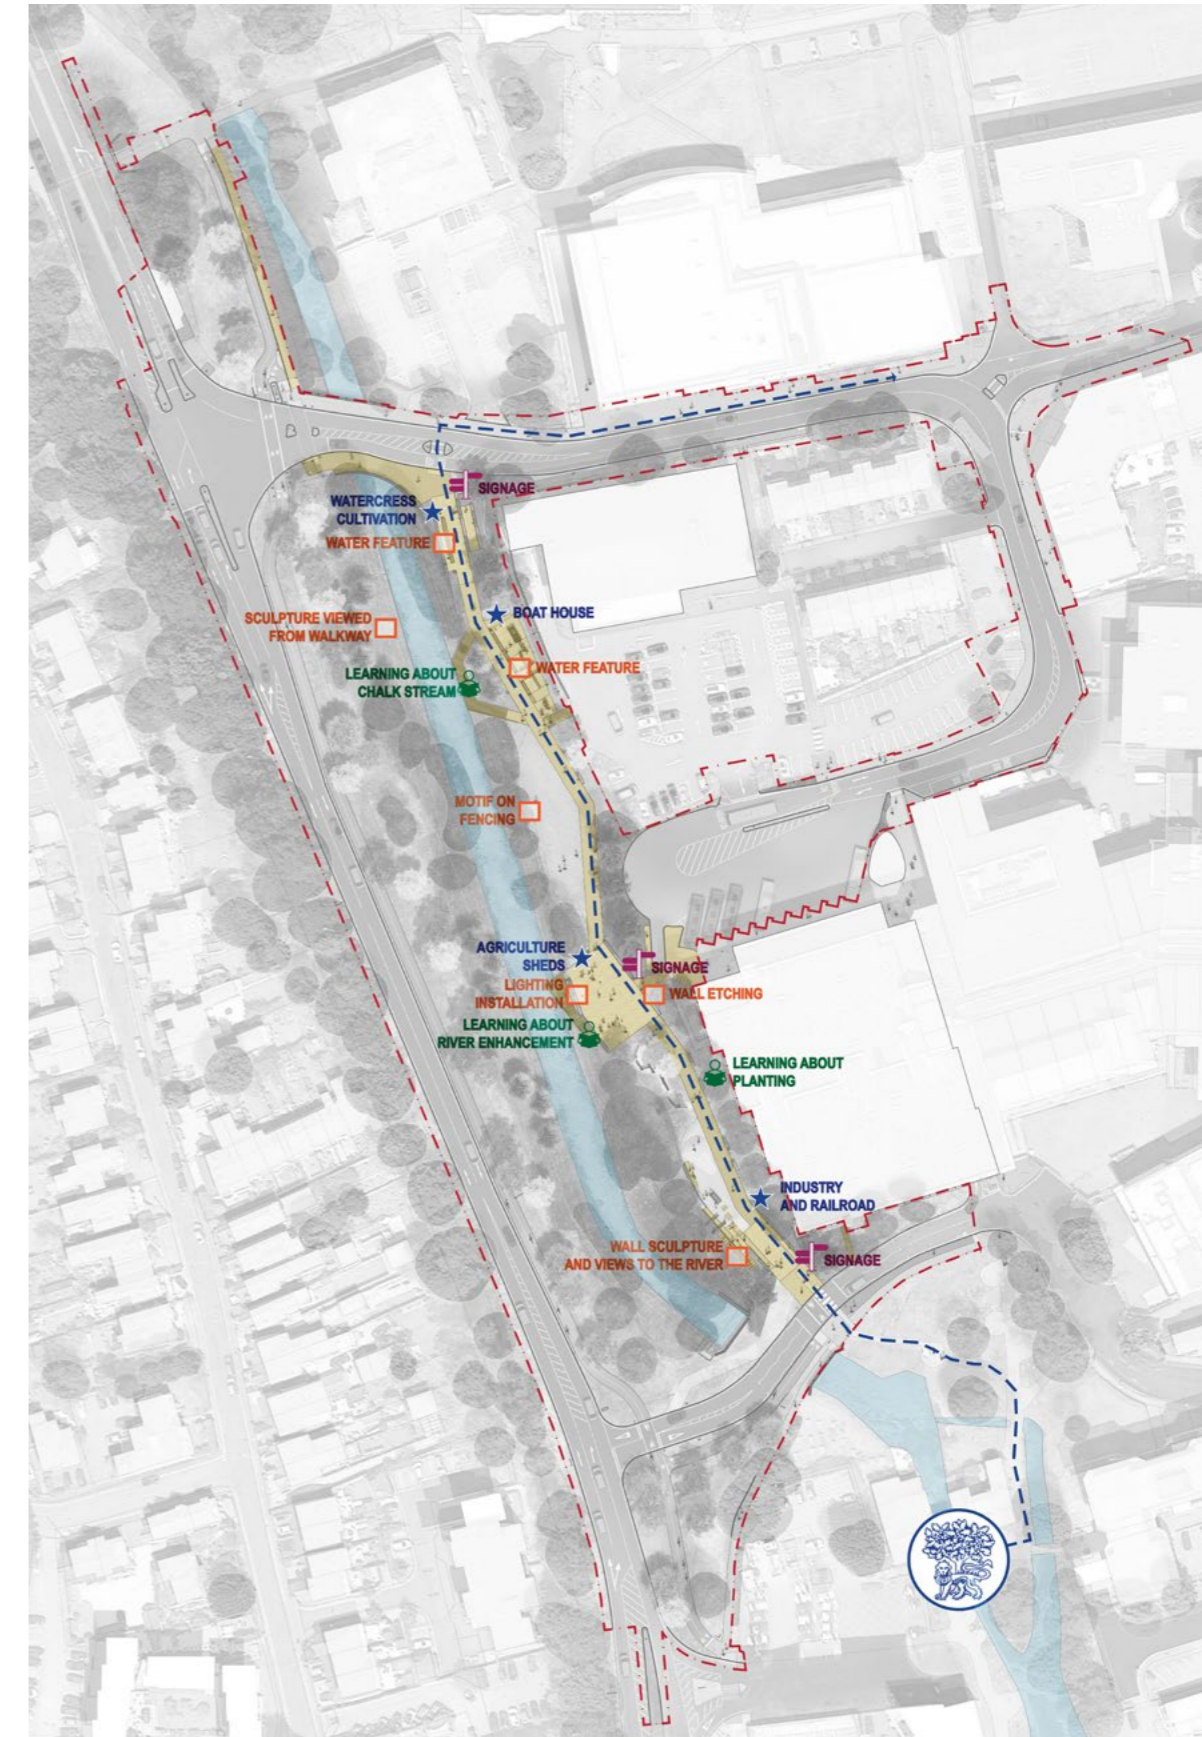 SIGNAGE
WATERCRESS
CULTIVATION
WATER FEATURE
BOAT HOUSE
SCULPTURE VIEWED
FROM WALKWAY
WATER FEATURE
LEARNING ABOUT
CHALK STREAM
MOTIF ON
FENCING
AGRICULTURE
SHEDS
SIGNAGE
LIGHTING
INSTALLATION
WALL ETCHING
LEARNING ABOUT
RIVER ENHANCEMENT
LEARNING ABOUT
PLANTING
INDUSTRY
AND RAILROAD
WALL SCULPTURE
AND VIEWS TO THE RIVER
SIGNAGE